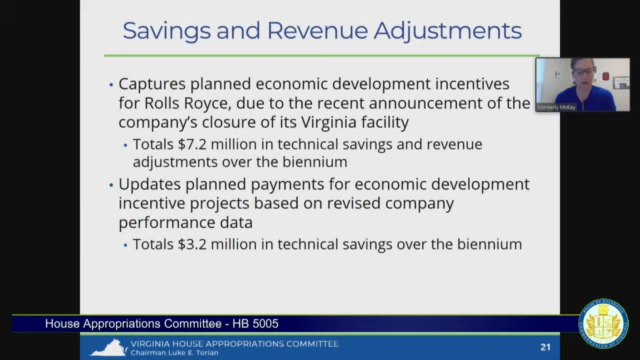 Savings and Revenue Adjustments
• Captures planned economic development incentives
for Rolls Royce, due to the recent announcement of the
company's closure of its Virginia facility
• Totals $7.2 million in technical savings and revenue
adjustments over the biennium
• Updates planned payments for economic development
incentive projects based on revised company
performance data
• Totals $3.2 million in technical savings over the biennium
Kimberly McKay
House Appropriations Committee - HB 5005
VIRGINIA HOUSE APPROPRIATIONS COMMITTEE
Chairman Luke E. Torian
21